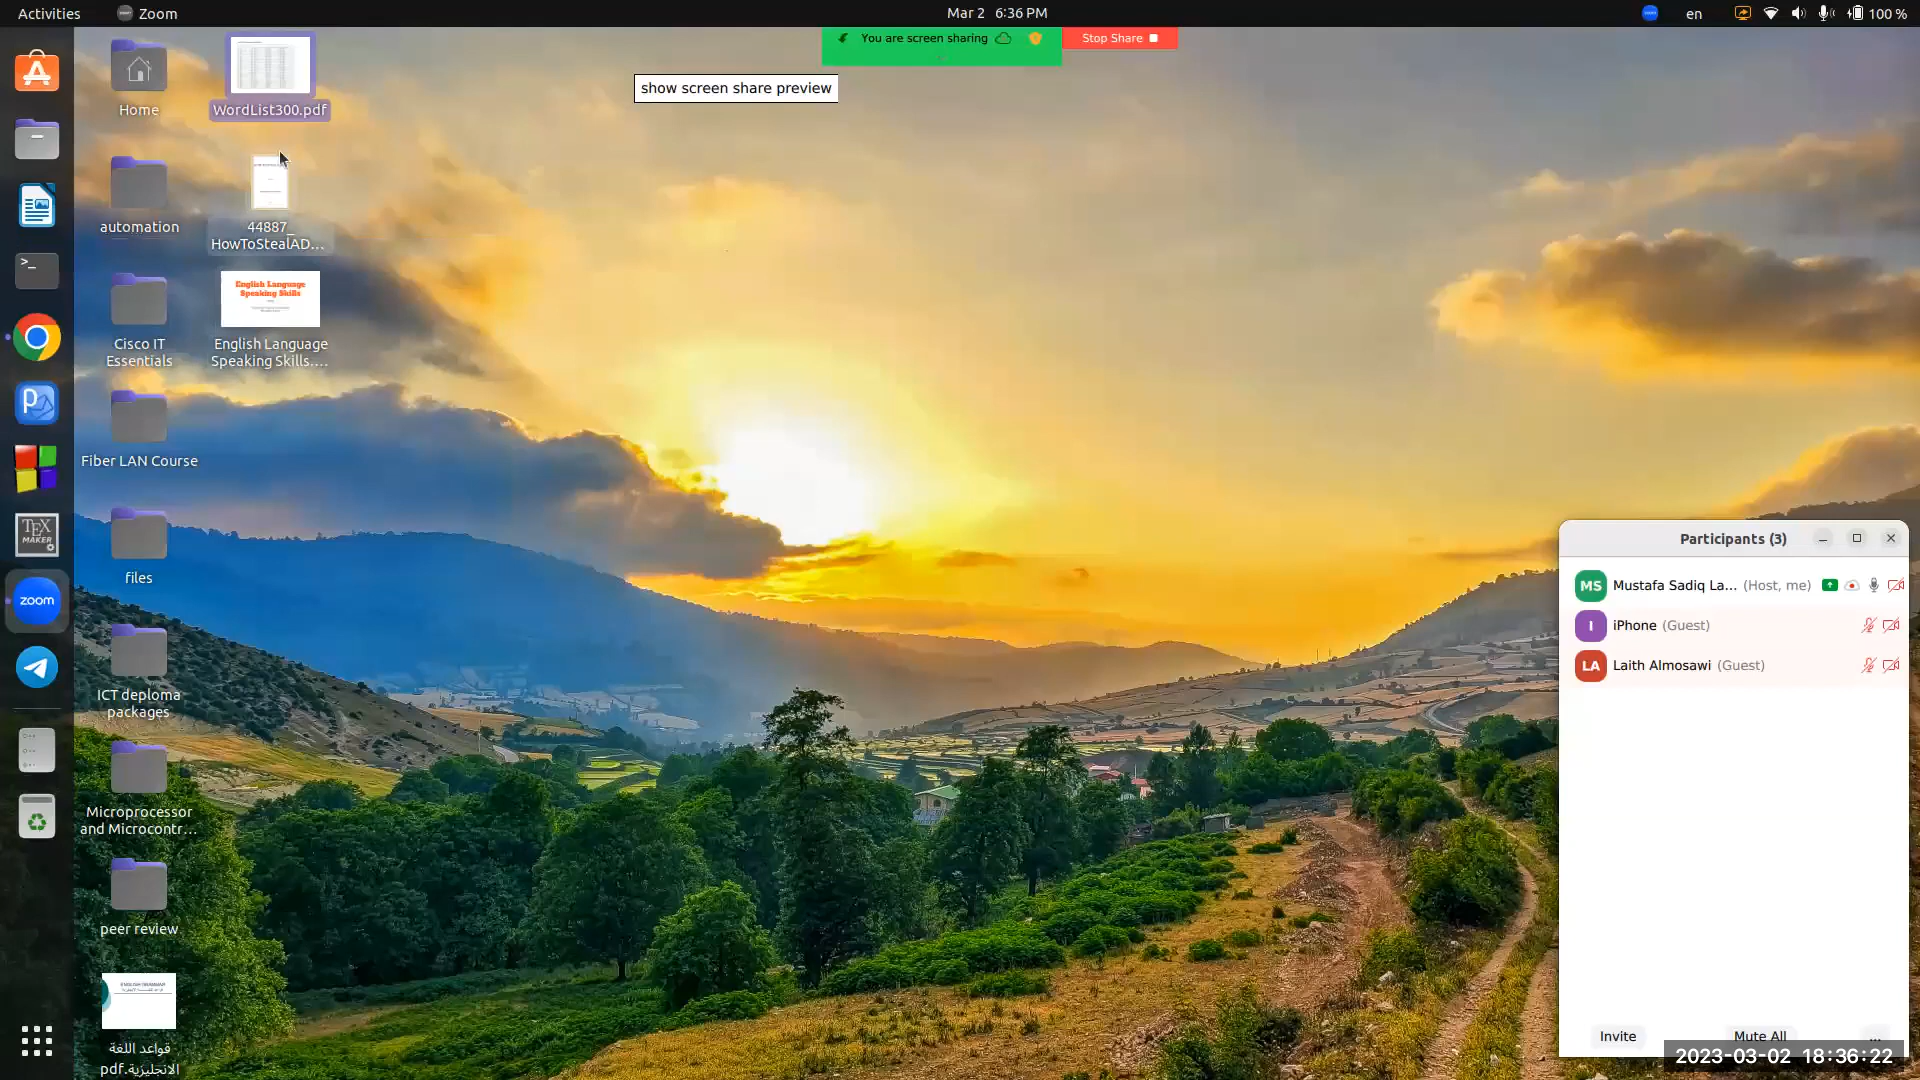 Activities
Zoom
Mar 2 6:36 PM
en
100 %
You are screen sharing
Stop Share
show screen share preview
Home
WordList300.pdf
automation
44887_
HowToStealAD...
Cisco IT
Essentials
English Language
Speaking Skills
English Language
Speaking Skills....
Fiber LAN Course
files
ICT deploma
packages
Microprocessor
and Microcontr...
peer review
ENGLISH GRAMMAR
قواعد اللغة
الانجليزية.pdf
TEX
MAKER
zoom
Participants (3)
MS
Mustafa Sadiq La... (Host, me)
I
iPhone (Guest)
LA
Laith Almosawi (Guest)
Invite
Mute All
...
2023-03-02 18:36:22